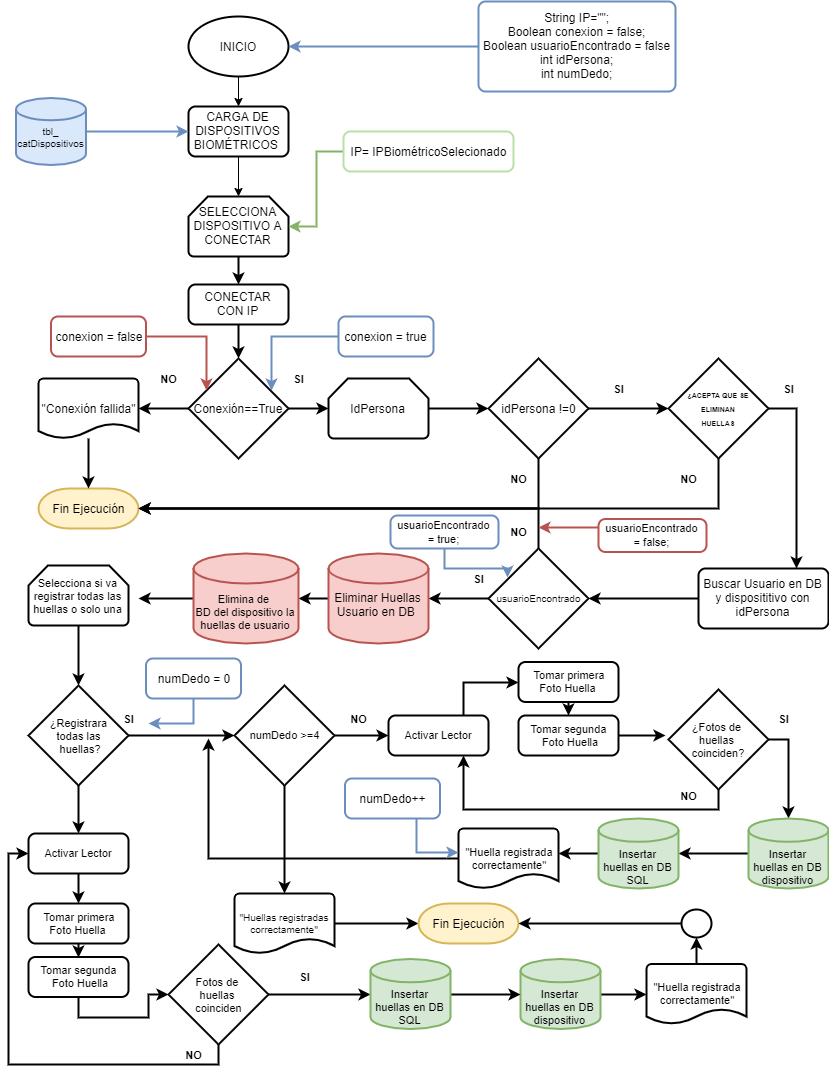 String IP="";
Boolean conexion = false;
Boolean usuarioEncontrado = false
int idPersona;
int numDedo;
INICIO
tbl_
catDispositivos
CARGA DE
DISPOSITIVOS
BIOMÉTRICOS
IP= IPBiométricoSelecionado
SELECCIONA
DISPOSITIVO A
CONECTAR
CONECTAR
CON IP
conexion = false
conexion = true
NO
SI
"Conexión fallida"
Conexión==True
IdPersona
idPersona !=0
SI
¿ACEPTA QUE SE
ELIMINAN
HUELLAS
SI
NO
NO
Fin Ejecución
usuarioEncontrado
= true;
NO
usuarioEncontrado
= false;
SI
usuarioEncontrado
Buscar Usuario en DB
y disposititivo con
idPersona
Eliminar Huellas
Usuario en DB
Elimina de
BD del dispositivo la
huellas de usuario
Selecciona si va
registrar todas las
huellas o solo una
numDedo = 0
¿Registrara
todas las
huellas?
SI
numDedo >=4
NO
Activar Lector
Tomar primera
Foto Huella
Tomar segunda
Foto Huella
¿Fotos de
huellas
coinciden?
SI
NO
numDedo++
"Huella registrada
correctamente"
Insertar
huellas en DB
SQL
Insertar
huellas en DB
dispositivo
Activar Lector
"Huellas registradas
correctamente"
Fin Ejecución
Tomar primera
Foto Huella
Tomar segunda
Foto Huella
Fotos de
huellas
coinciden
SI
Insertar
huellas en DB
SQL
Insertar
huellas en DB
dispositivo
"Huella registrada
correctamente"
NO